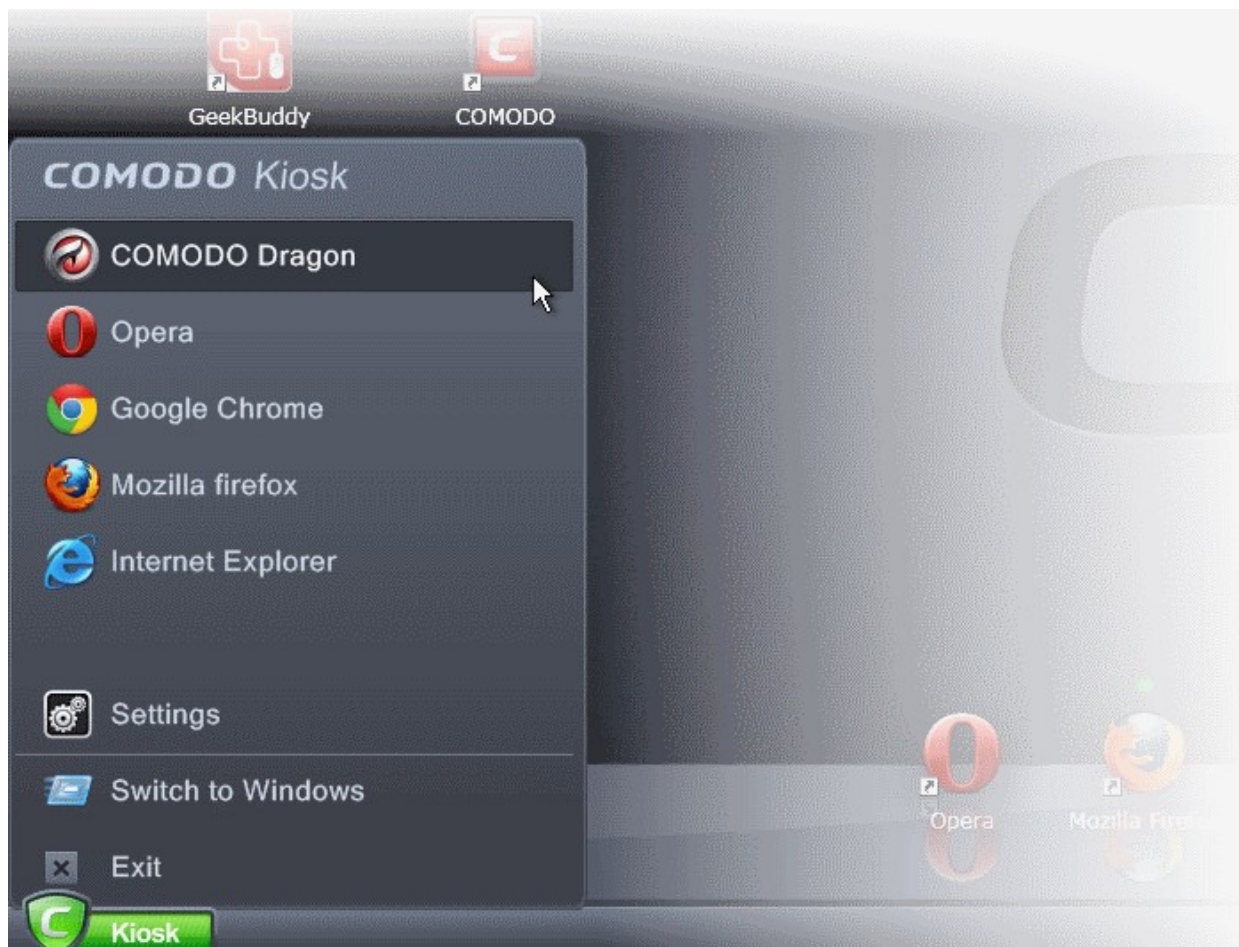 GeekBuddy
COMODO
COMODO Kiosk
COMODO Dragon
Opera
Google Chrome
Mozilla firefox
Internet Explorer
Settings
Switch to Windows
Exit
Kiosk
Opera
Mozilla